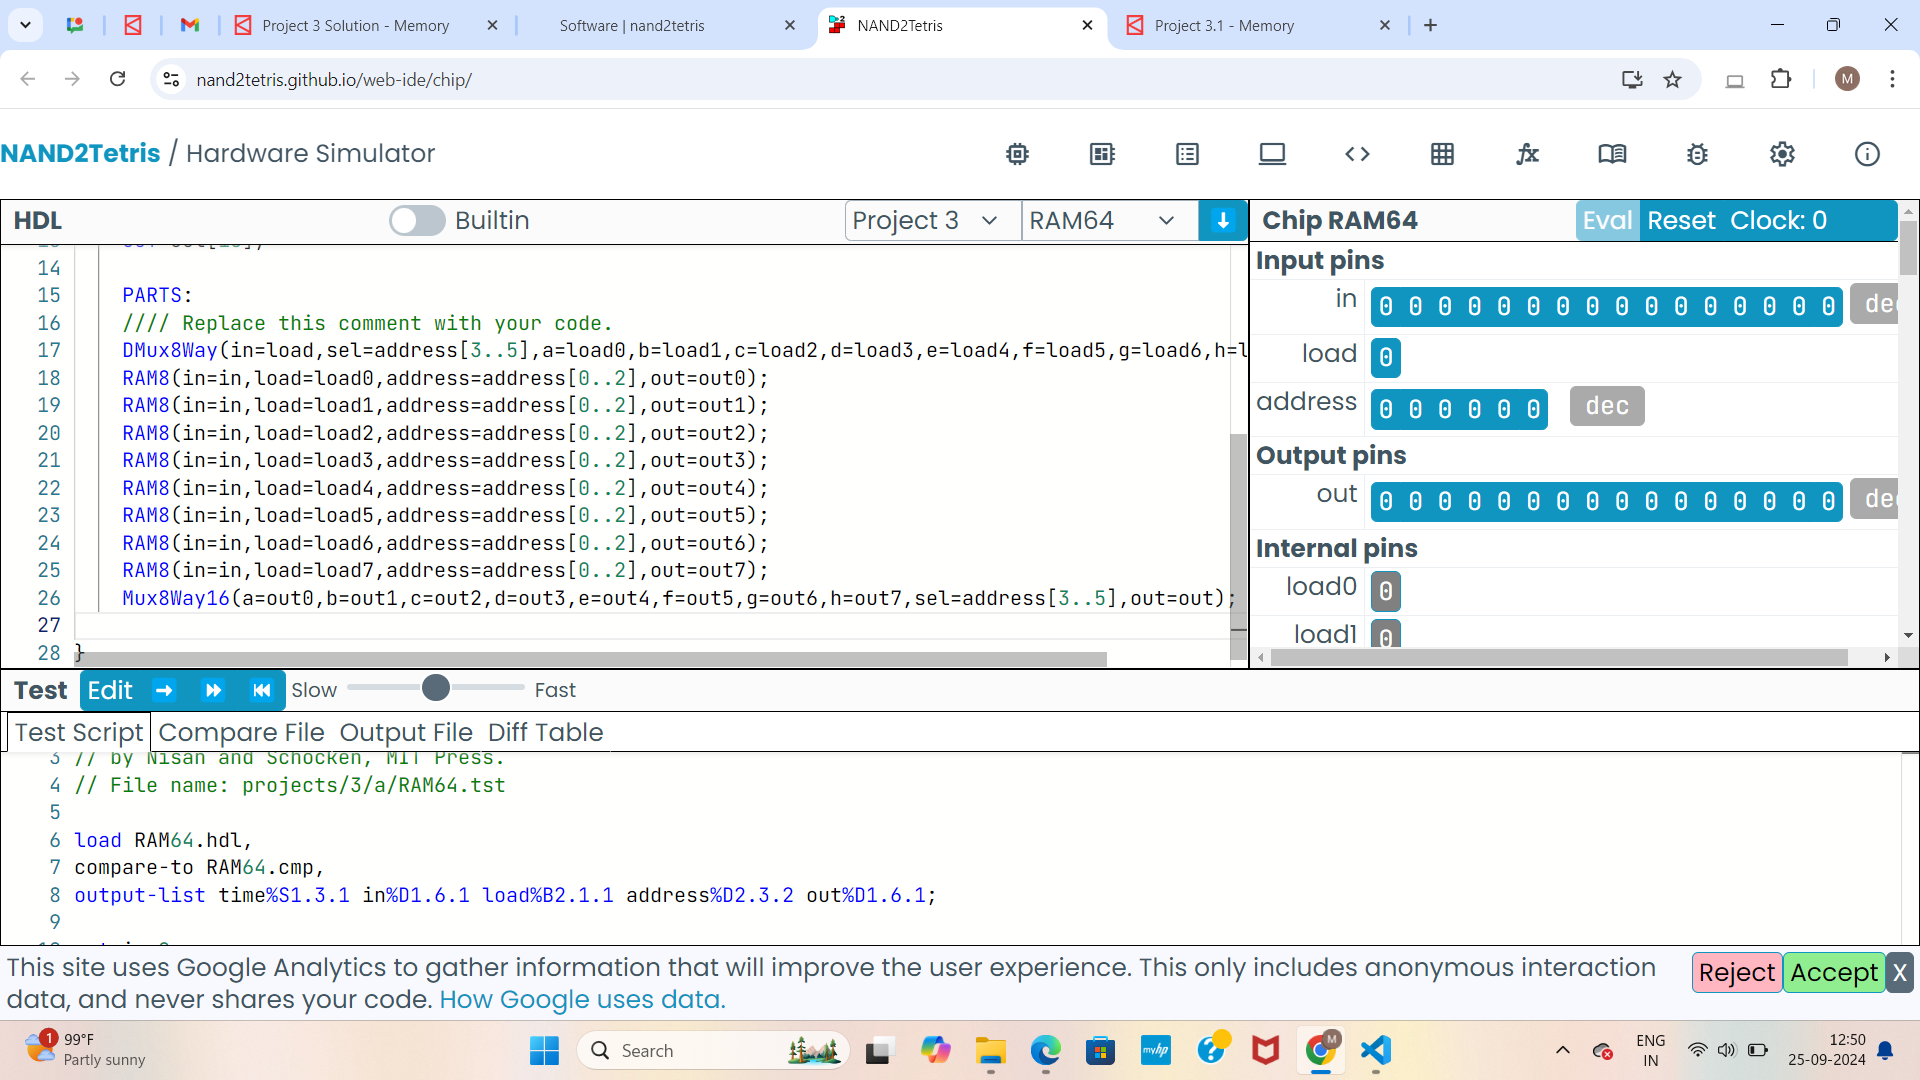 Project 3 Solution - Memory
Software | nand2tetris
NAND2Tetris
Project 3.1 - Memory
nand2tetris.github.io/web-ide/chip/
M
NAND2Tetris / Hardware Simulator
HDL
Builtin
Project 3
RAM64
14
15 PARTS:
16 //// Replace this comment with your code.
17 DMux8Way(in=load,sel=address[3..5],a=load0,b=load1,c=load2,d=load3,e=load4,f=load5,g=load6,h=l
18 RAM8(in=in,load=load0,address=address[0..2],out=out0);
19 RAM8(in=in,load=load1,address=address[0..2],out=out1);
20 RAM8(in=in,load=load2,address=address[0..2],out=out2);
21 RAM8(in=in,load=load3,address=address[0..2],out=out3);
22 RAM8(in=in,load=load4,address=address[0..2],out=out4);
23 RAM8(in=in,load=load5,address=address[0..2],out=out5);
24 RAM8(in=in,load=load6,address=address[0..2],out=out6);
25 RAM8(in=in,load=load7,address=address[0..2],out=out7);
26 Mux8Way16(a=out0,b=out1,c=out2,d=out3,e=out4,f=out5,g=out6,h=out7,sel=address[3..5],out=out);
27
28 }
Chip RAM64
Eval Reset Clock: 0
Input pins
in 0 0 0 0 0 0 0 0 0 0 0 0 0 0 0 0 dec
load 0
address 0 0 0 0 0 0 dec
Output pins
out 0 0 0 0 0 0 0 0 0 0 0 0 0 0 0 0 dec
Internal pins
load0 0
load1 0
Test Edit Slow Fast
Test Script Compare File Output File Diff Table
3 // by Nisan and Schocken, MIT Press.
4 // File name: projects/3/a/RAM64.tst
5
6 load RAM64.hdl,
7 compare-to RAM64.cmp,
8 output-list time%S1.3.1 in%D1.6.1 load%B2.1.1 address%D2.3.2 out%D1.6.1;
9
This site uses Google Analytics to gather information that will improve the user experience. This only includes anonymous interaction
data, and never shares your code. How Google uses data.
Reject Accept X
1
99°F
Partly sunny
Search
myhp
M
ENG
IN
12:50
25-09-2024